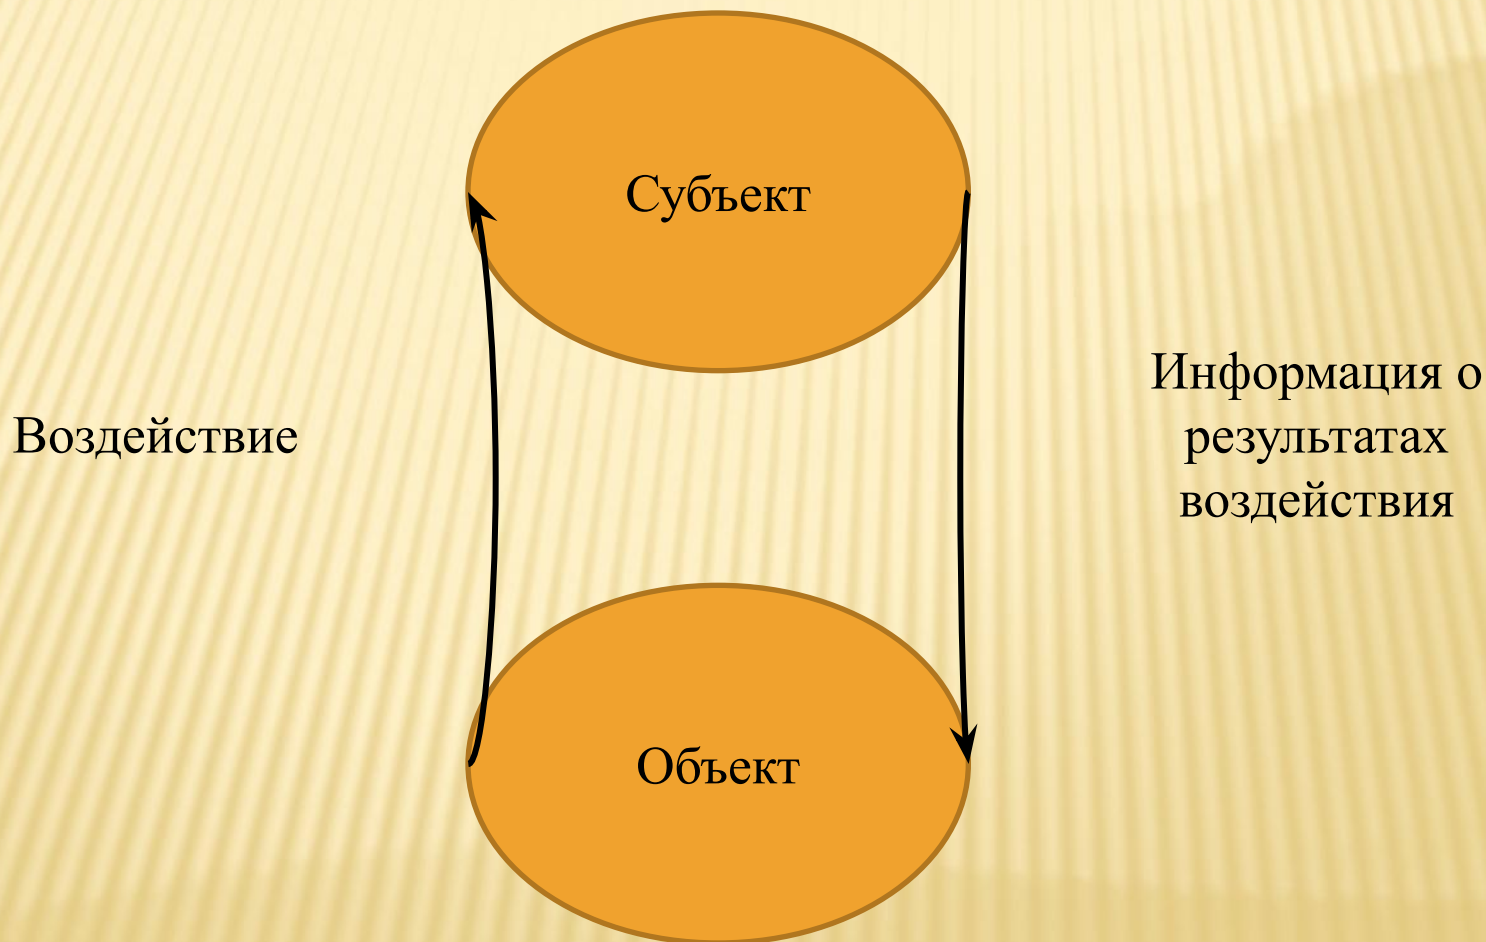 Субъект
Воздействие
Информация о
результатах
воздействия
Объект